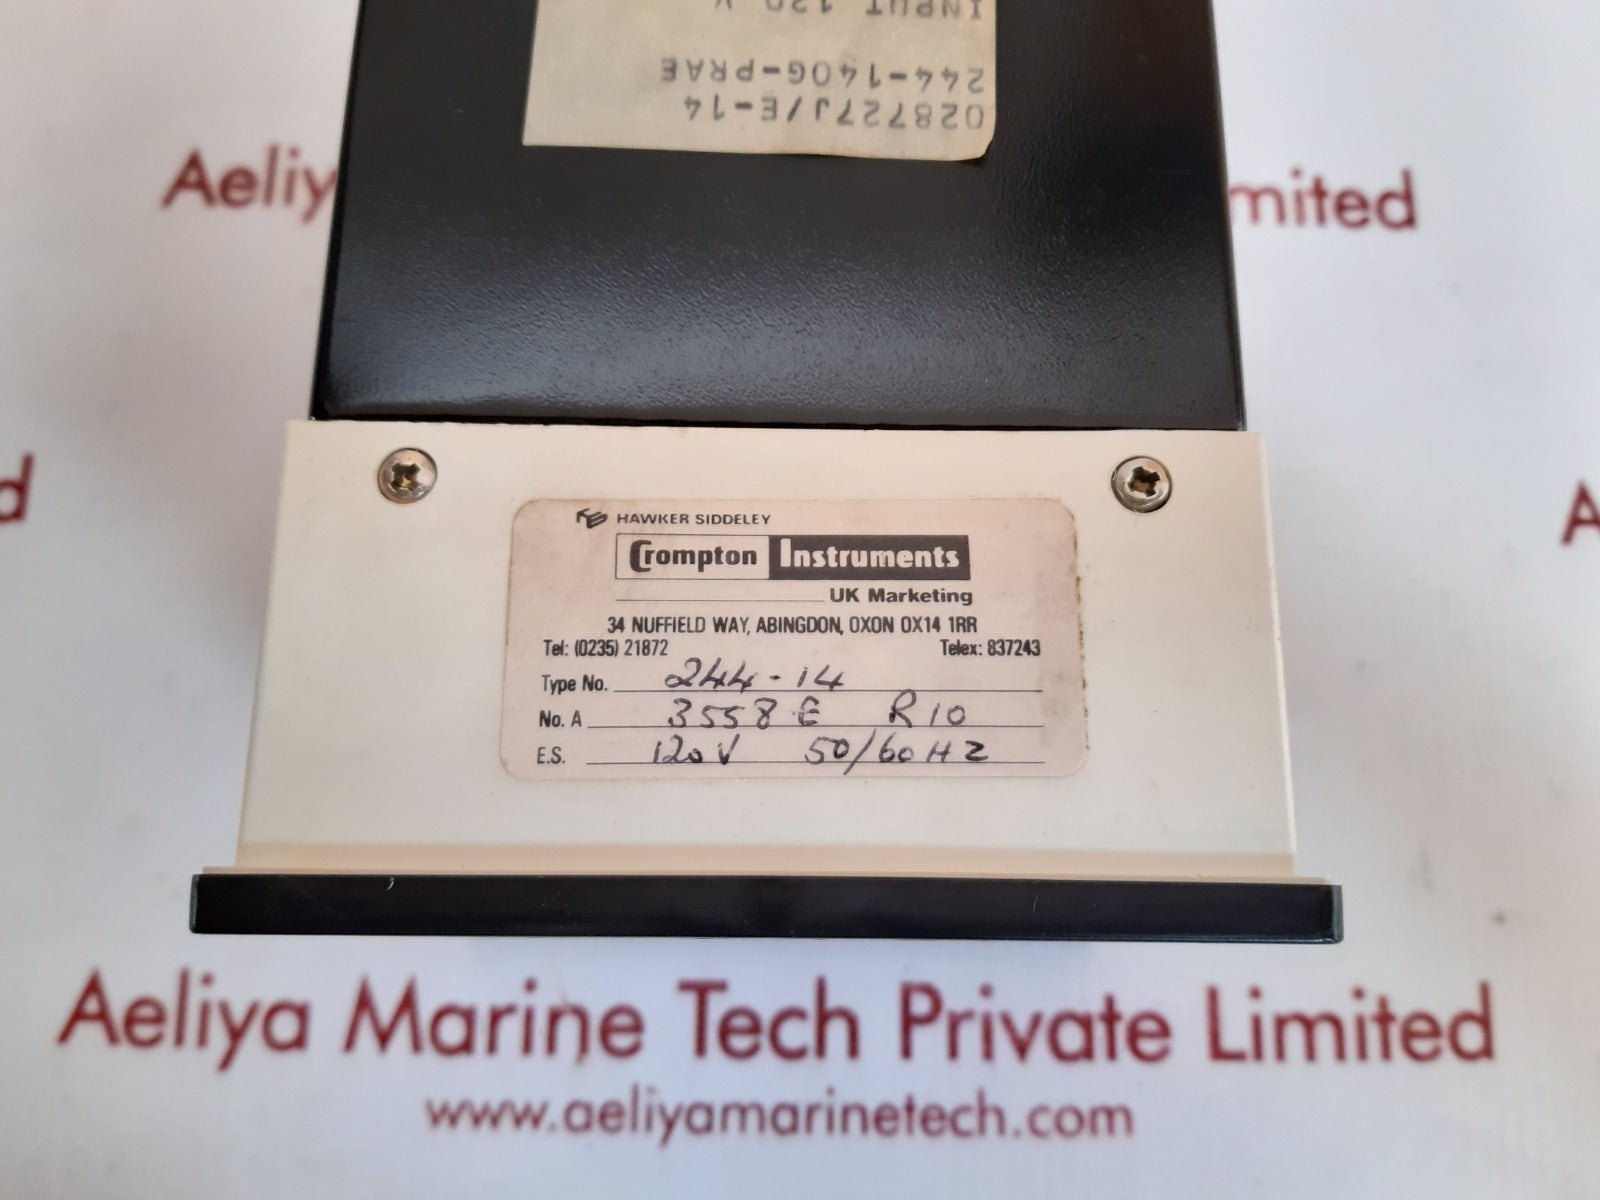 INPUT 120 V
244-140G-PRAE
028727J/E-14
Aeliy
mited
d
A
HAWKER SIDDELEY
Crompton Instruments
UK Marketing
34 NUFFIELD WAY, ABINGDON, OXON OX14 1RR
Tel: (0235) 21872 Telex: 837243
Type No. 244-14
No. A 3558 E R10
E.S. 120V 50/60HZ
Aeliya Marine Tech Private Limited
www.aeliyamarinetech.com